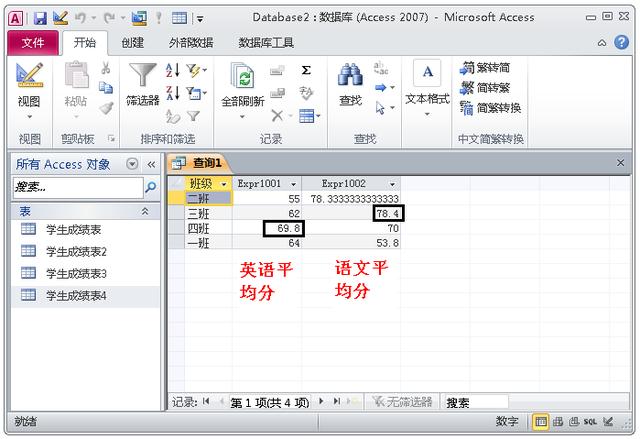 Database2 : 数据库 (Access 2007) - Microsoft Access
文件 开始 创建 外部数据 数据库工具
视图 粘贴 筛选器 全部刷新 Σ 查找 ab ac A 文本格式 繁转简
简 简转繁
繁 简繁转换
视图 剪贴板 排序和筛选 记录 查找 中文简繁转换
所有 Access 对象
搜索...
表
学生成绩表
学生成绩表2
学生成绩表3
学生成绩表4
查询1
班级 Expr1001 Expr1002
二班 55 78.3333333333333
三班 62 78.4
四班 69.8 70
一班 64 53.8
英语平 语文平
均分 均分
记录: 第 1 项(共 4 项) 无筛选器 搜索
就绪 数字 SQL